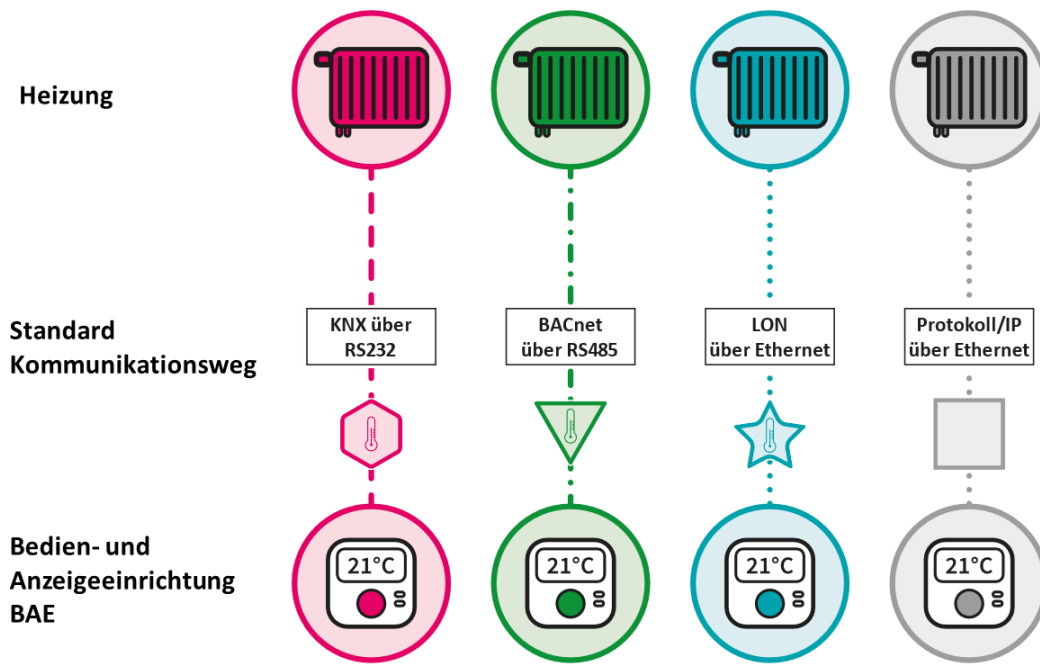 Heizung
Standard
Kommunikationsweg
KNX über
RS232
BACnet
über RS485
LON
über Ethernet
Protokoll/IP
über Ethernet
Bedien- und
Anzeigeeinrichtung
BAE
21°C
21°C
21°C
21°C